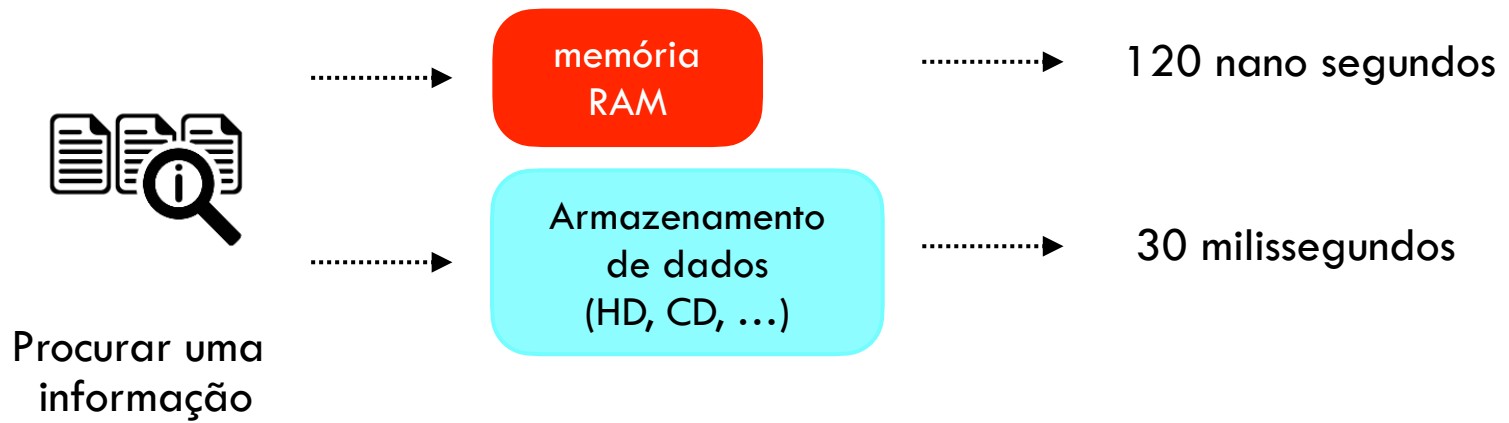 memória
RAM
120 nano segundos
i
Armazenamento
de dados
(HD, CD, ...)
30 milissegundos
Procurar uma
informação